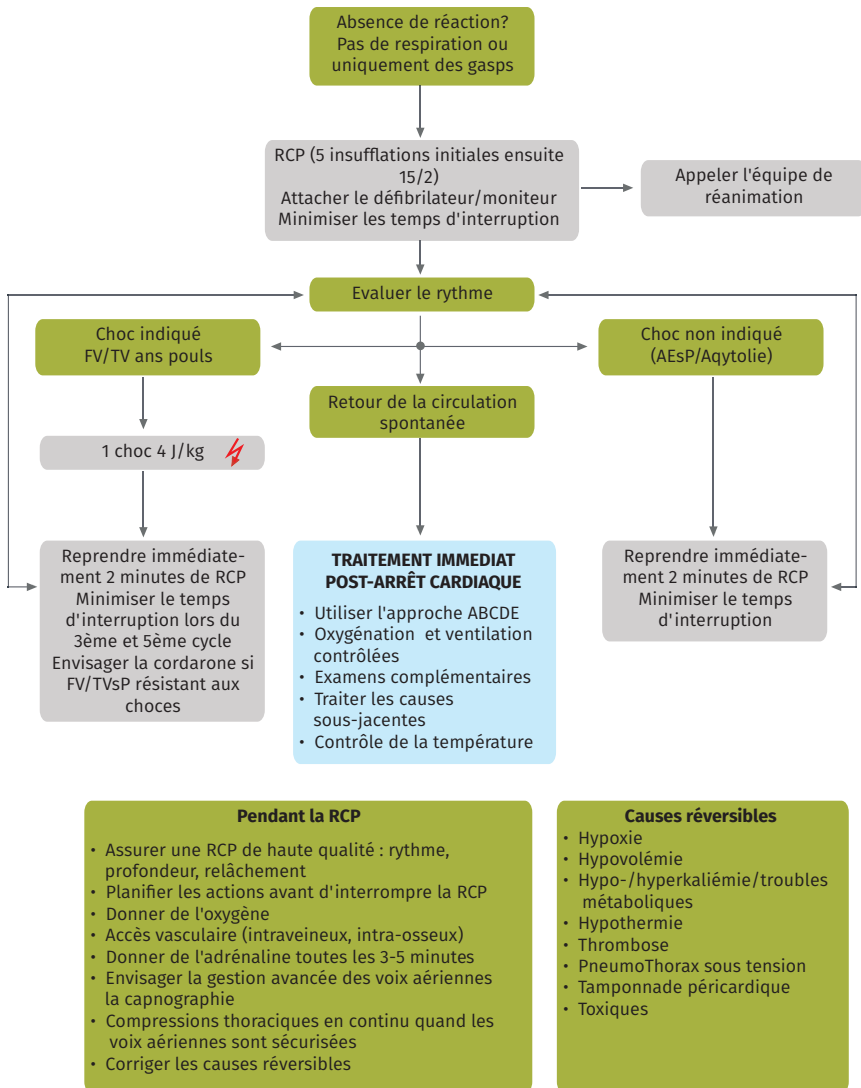 Absence de réaction?
Pas de respiration ou
uniquement des gasps
RCP (5 insufflations initiales ensuite
15/2)
Attacher le défibrilateur/moniteur
Minimiser les temps d'interruption
Appeler l'équipe de
réanimation
Evaluer le rythme
Choc indiqué
FV/TV ans pouls
Choc non indiqué
(AEsP/Aqytolie)
Retour de la circulation
spontanée
1 choc 4 J/kg
Reprendre immédiate-
ment 2 minutes de RCP
Minimiser le temps
d'interruption lors du
3ème et 5ème cycle
Envisager la cordarone si
FV/TVsP résistant aux
choces
TRAITEMENT IMMEDIAT
POST-ARRÊT CARDIAQUE
• Utiliser l'approche ABCDE
• Oxygénation et ventilation
contrôlées
• Examens complémentaires
• Traiter les causes
sous-jacentes
• Contrôle de la température
Reprendre immédiate-
ment 2 minutes de RCP
Minimiser le temps
d'interruption
Pendant la RCP
• Assurer une RCP de haute qualité : rythme,
profondeur, relâchement
• Planifier les actions avant d'interrompre la RCP
• Donner de l'oxygène
• Accès vasculaire (intraveineux, intra-osseux)
• Donner de l'adrénaline toutes les 3-5 minutes
• Envisager la gestion avancée des voix aériennes
la capnographie
• Compressions thoraciques en continu quand les
voix aériennes sont sécurisées
• Corriger les causes réversibles
Causes réversibles
• Hypoxie
• Hypovolémie
• Hypo-/hyperkaliémie/troubles
métaboliques
• Hypothermie
• Thrombose
• PneumoThorax sous tension
• Tamponnade péricardique
• Toxiques